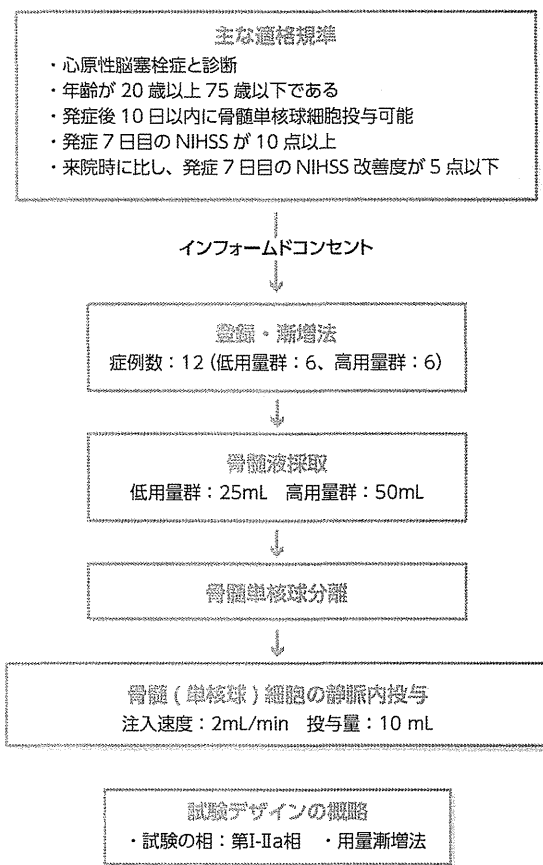 主な適格規準
・心原性脳塞栓症と診断
・年齢が 20 歳以上 75 歳以下である
・発症後 10 日以内に骨髄単核球細胞投与可能
・発症 7 日目の NIHSS が 10 点以上
・来院時に比し、発症 7 日目の NIHSS 改善度が 5 点以下
インフォームドコンセント
登録・漸増法
症例数：12（低用量群：6、高用量群：6）
骨髄液採取
低用量群：25mL　高用量群：50mL
骨髄単核球分離
骨髄（単核球）細胞の静脈内投与
注入速度：2mL/min　投与量：10 mL
試験デザインの概略
・試験の相：第I-IIa相　・用量漸増法